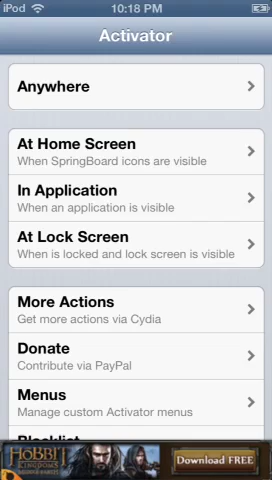 iPod 10:18 PM
Activator
Anywhere
At Home Screen
When SpringBoard icons are visible
In Application
When an application is visible
At Lock Screen
When is locked and lock screen is visible
More Actions
Get more actions via Cydia
Donate
Contribute via PayPal
Menus
Manage custom Activator menus
Blacklist
HOBBIT
KINGDOMS
Download FREE